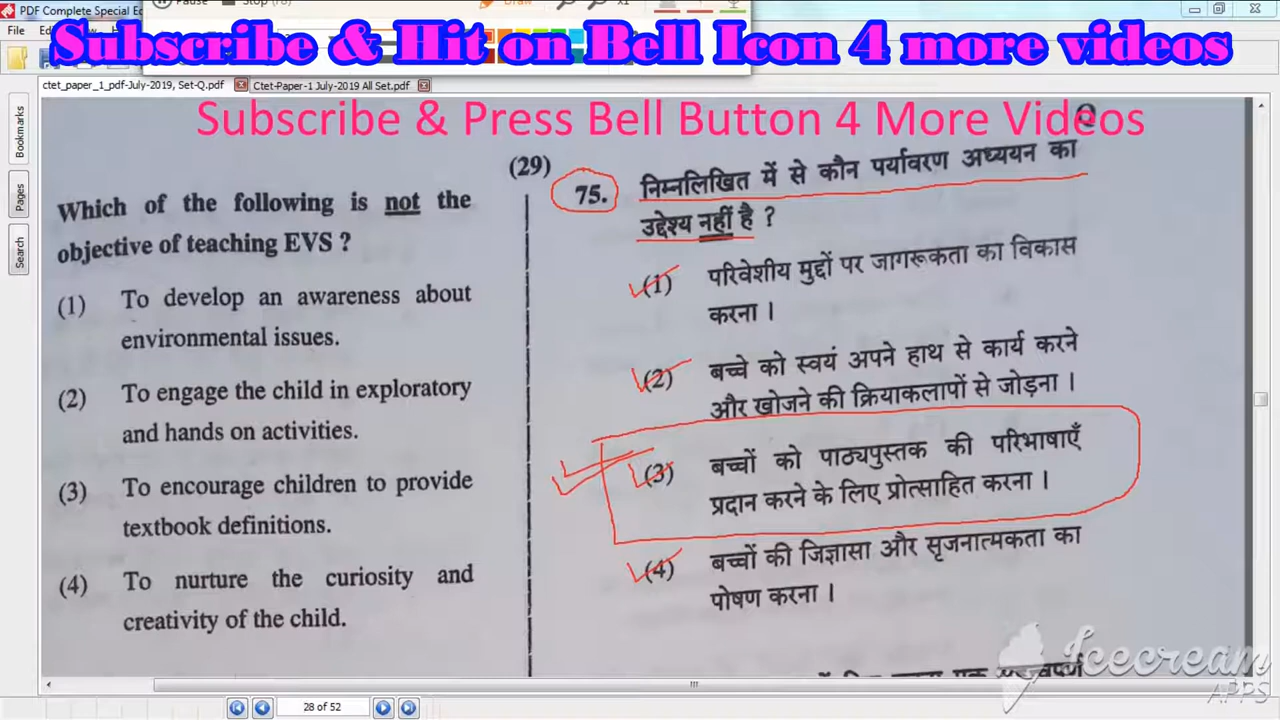 PDF Complete Special Ed
Pause
Stop
Draw
x1
File
Subscribe & Hit on Bell Icon 4 more videos
ctet_paper_1_pdf-July-2019, Set-Q.pdf
Ctet-Paper-1 July-2019 All Set.pdf
Subscribe & Press Bell Button 4 More Videos
Q
Bookmarks
Pages
Search
(29)
Which of the following is not the
objective of teaching EVS ?
(1) To develop an awareness about
environmental issues.
(2) To engage the child in exploratory
and hands on activities.
(3) To encourage children to provide
textbook definitions.
(4) To nurture the curiosity and
creativity of the child.
75. निम्नलिखित में से कौन पर्यावरण अध्ययन का
उद्देश्य नहीं है ?
(1) परिवेशीय मुद्दों पर जागरूकता का विकास
करना ।
(2) बच्चे को स्वयं अपने हाथ से कार्य करने
और खोजने की क्रियाकलापों से जोड़ना ।
(3) बच्चों को पाठ्यपुस्तक की परिभाषाएँ
प्रदान करने के लिए प्रोत्साहित करना ।
(4) बच्चों की जिज्ञासा और सृजनात्मकता का
पोषण करना ।
Icecream
APPS
28 of 52